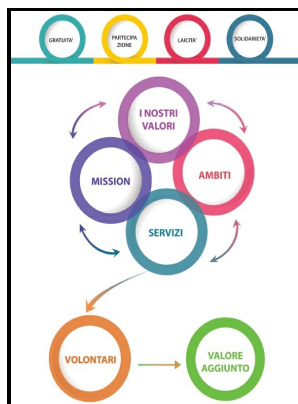 GRATUITA'
PARTECIPA
ZIONE
LAICITA'
SOLIDARIETA'
I NOSTRI
VALORI
MISSION
AMBITI
SERVIZI
VOLONTARI
VALORE
AGGIUNTO